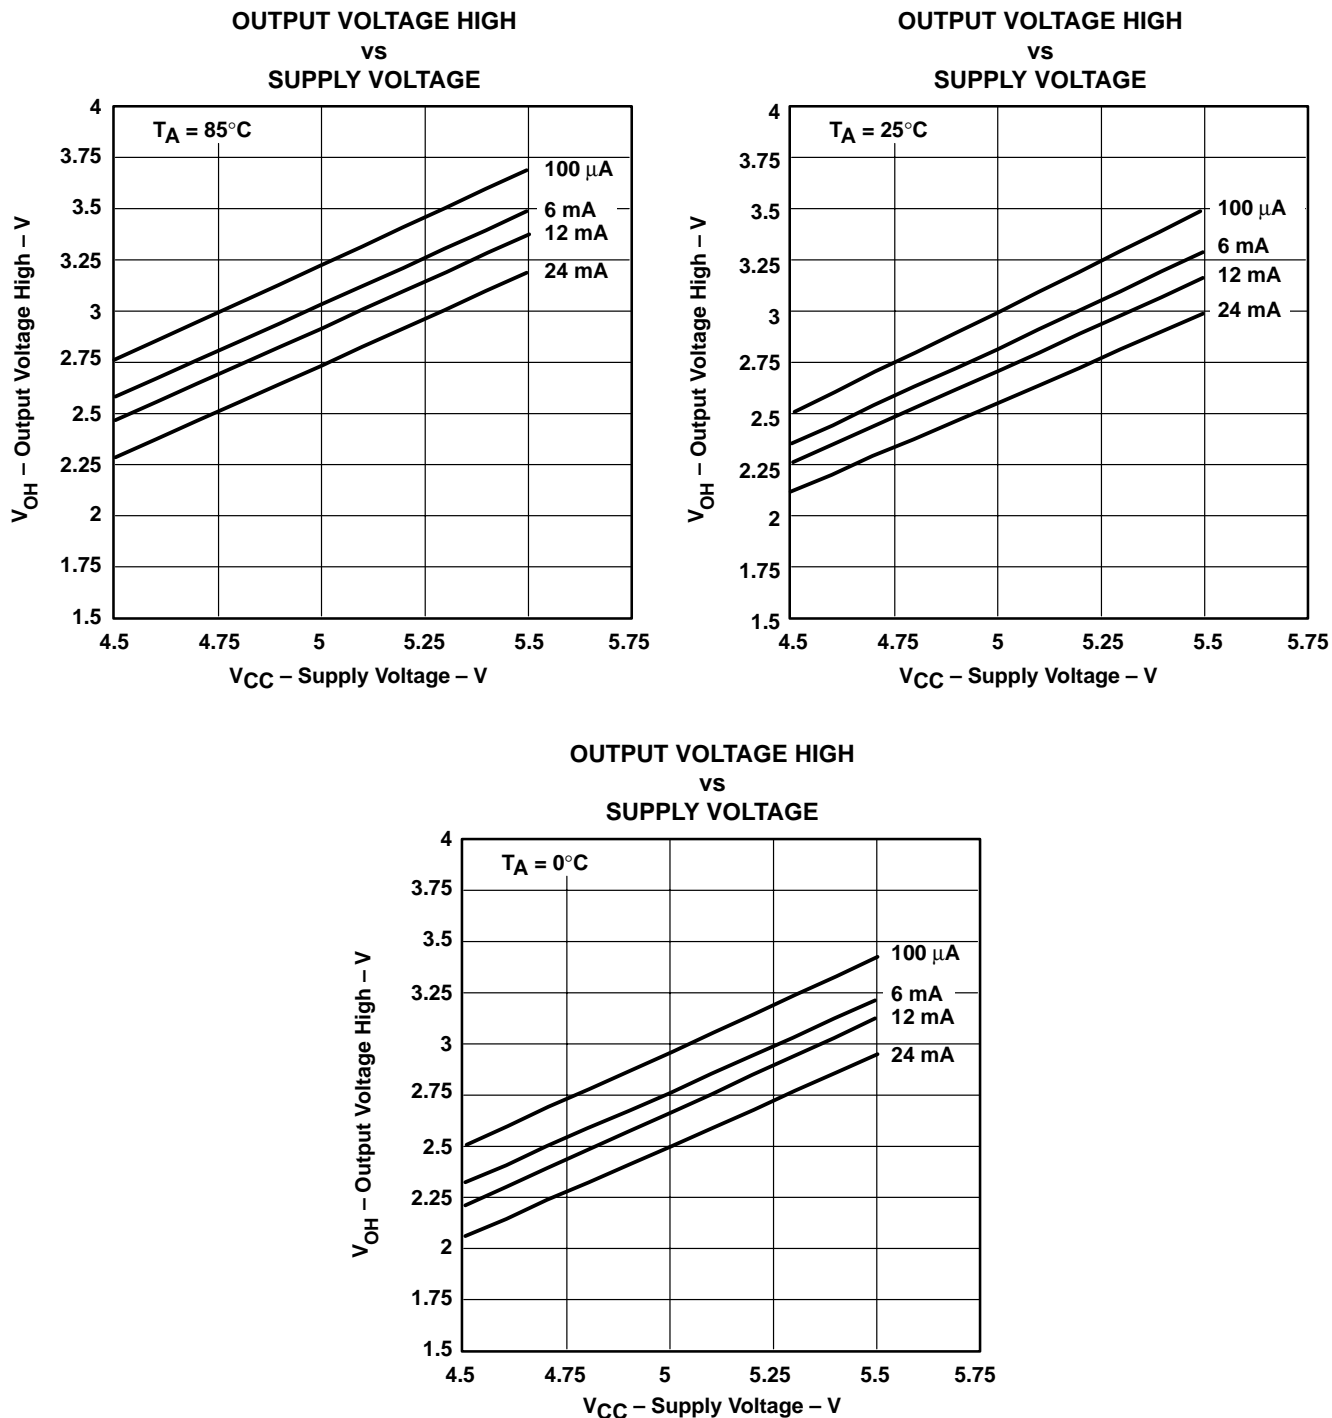 OUTPUT VOLTAGE HIGH
vs
SUPPLY VOLTAGE
T_A = 85°C
4
3.75
3.5
3.25
3
2.75
2.5
2.25
2
1.75
1.5
100 μA
6 mA
12 mA
24 mA
4.5 4.75 5 5.25 5.5 5.75
V_OH – Output Voltage High – V
V_CC – Supply Voltage – V
OUTPUT VOLTAGE HIGH
vs
SUPPLY VOLTAGE
T_A = 25°C
4
3.75
3.5
3.25
3
2.75
2.5
2.25
2
1.75
1.5
100 μA
6 mA
12 mA
24 mA
4.5 4.75 5 5.25 5.5 5.75
V_OH – Output Voltage High – V
V_CC – Supply Voltage – V
OUTPUT VOLTAGE HIGH
vs
SUPPLY VOLTAGE
T_A = 0°C
4
3.75
3.5
3.25
3
2.75
2.5
2.25
2
1.75
1.5
100 μA
6 mA
12 mA
24 mA
4.5 4.75 5 5.25 5.5 5.75
V_OH – Output Voltage High – V
V_CC – Supply Voltage – V